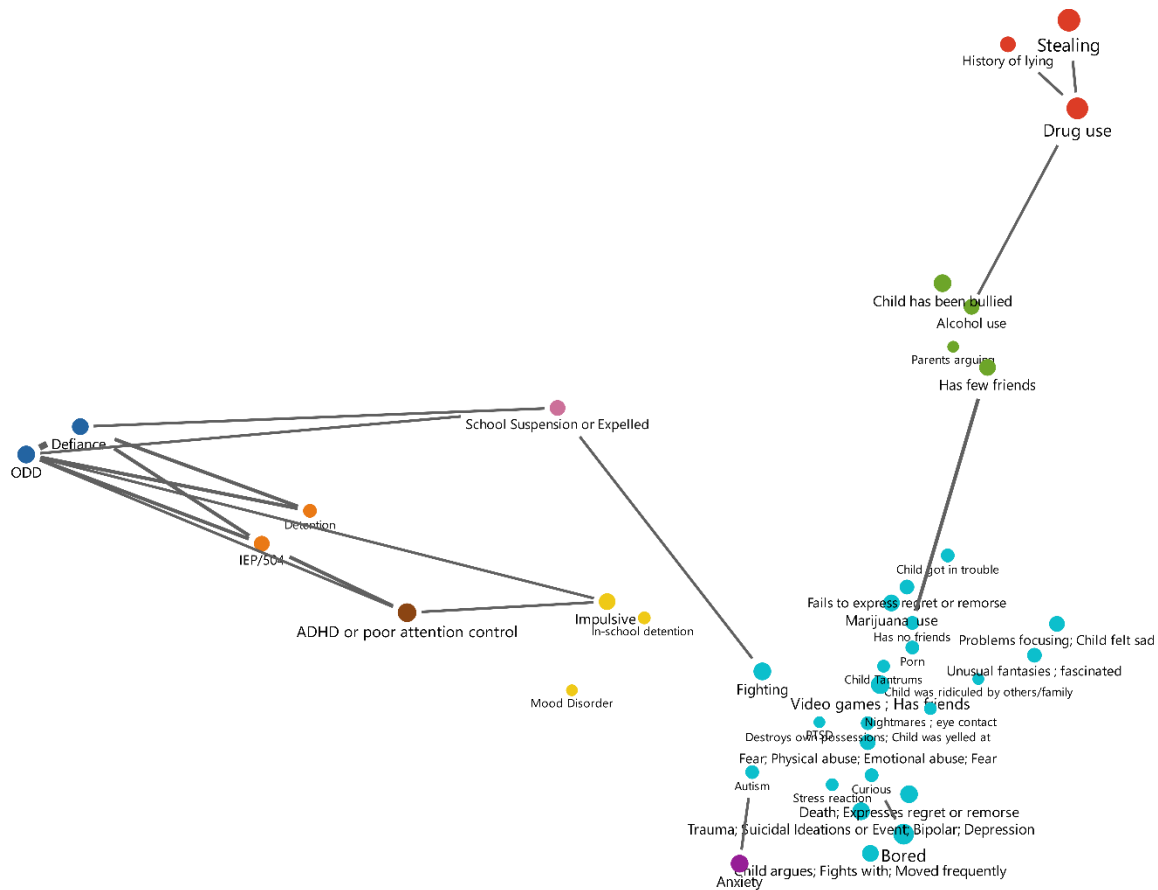 Stealing
History of lying
Drug use
Child has been bullied
Alcohol use
Parents arguing
Has few friends
School Suspension or Expelled
Defiance
ODD
Detention
IEP/504
Child got in trouble
Fails to express regret or remorse
Marijuana use
Impulsive
In-school detention
ADHD or poor attention control
Has no friends
Problems focusing; Child felt sad
Porn
Unusual fantasies ; fascinated
Child Tantrums
Child was ridiculed by others/family
Fighting
Mood Disorder
Video games ; Has friends
Nightmares ; eye contact
PTSD
Destroys own possessions; Child was yelled at
Fear; Physical abuse; Emotional abuse; Fear
Autism
Curious
Stress reaction
Death; Expresses regret or remorse
Trauma; Suicidal Ideations or Event; Bipolar; Depression
Bored
Child argues; Fights with; Moved frequently
Anxiety